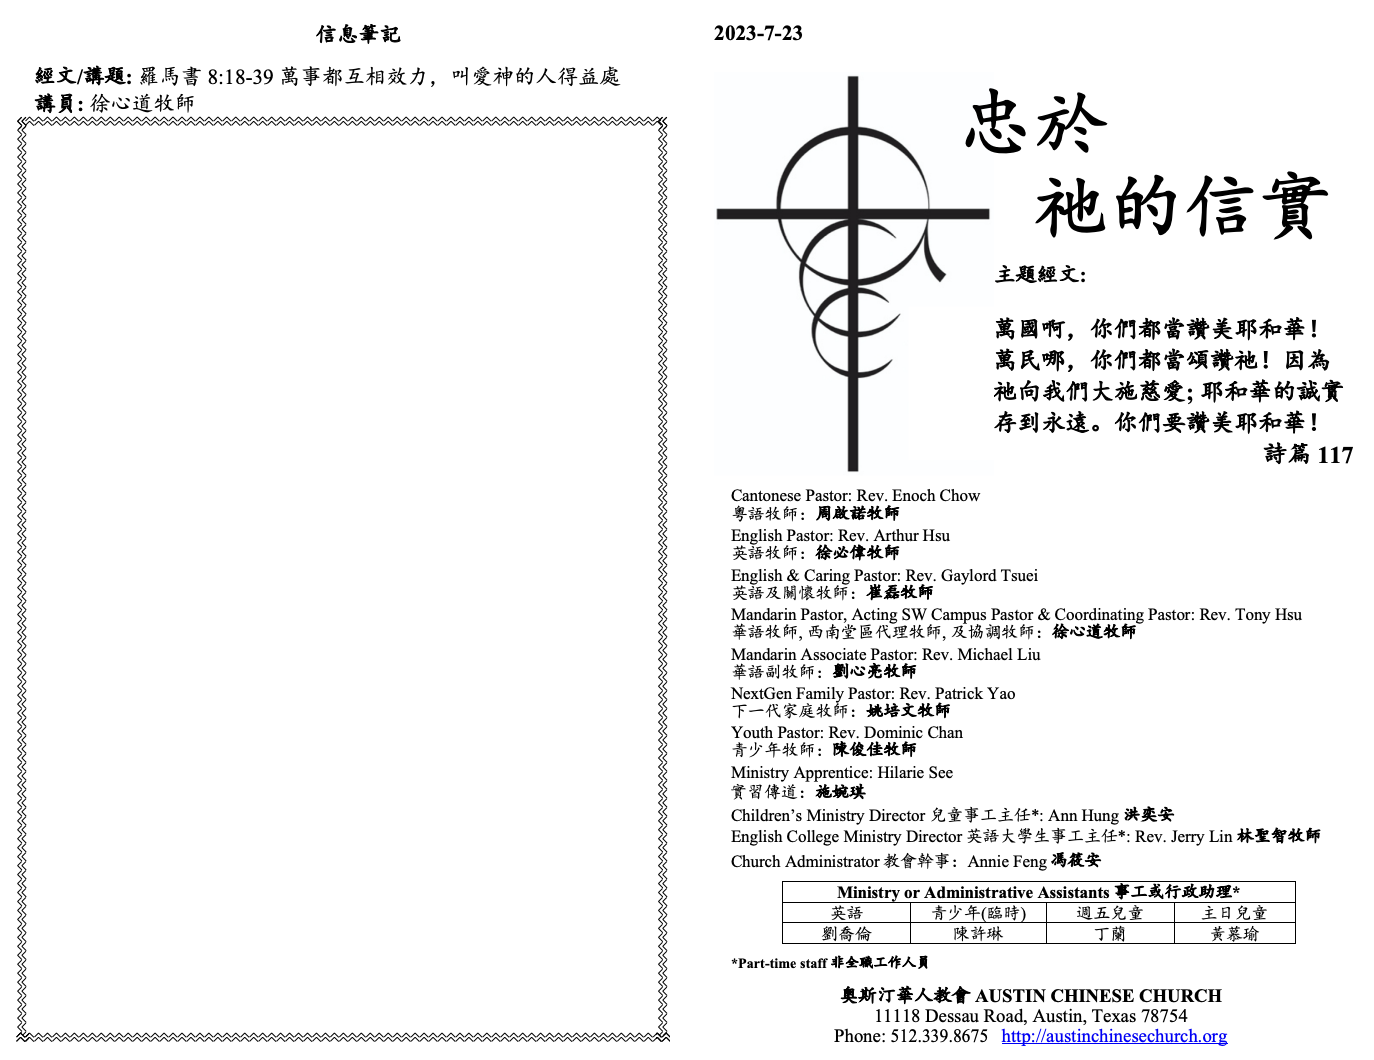 信息筆記
經文/講題: 羅馬書 8:18-39 萬事都互相效力，叫愛神的人得益處
講員: 徐心道牧師
2023-7-23
忠於
祂的信實
主題經文:
萬國啊，你們都當讚美耶和華！
萬民哪，你們都當頌讚祂！因為
祂向我們大施慈愛; 耶和華的誠實
存到永遠。你們要讚美耶和華！
詩篇 117
Cantonese Pastor: Rev. Enoch Chow
粵語牧師：周啟諾牧師
English Pastor: Rev. Arthur Hsu
英語牧師：徐必偉牧師
English & Caring Pastor: Rev. Gaylord Tsuei
英語及關懷牧師：崔磊牧師
Mandarin Pastor, Acting SW Campus Pastor & Coordinating Pastor: Rev. Tony Hsu
華語牧師, 西南堂區代理牧師, 及協調牧師：徐心道牧師
Mandarin Associate Pastor: Rev. Michael Liu
華語副牧師：劉心亮牧師
NextGen Family Pastor: Rev. Patrick Yao
下一代家庭牧師：姚培文牧師
Youth Pastor: Rev. Dominic Chan
青少年牧師：陳俊佳牧師
Ministry Apprentice: Hilarie See
實習傳道：施婉琪
Children’s Ministry Director 兒童事工主任*: Ann Hung 洪奕安
English College Ministry Director 英語大學生事工主任*: Rev. Jerry Lin 林聖智牧師
Church Administrator 教會幹事：Annie Feng 馮筱安
Ministry or Administrative Assistants 事工或行政助理*
英語 青少年(臨時) 週五兒童 主日兒童
劉喬倫 陳許琳 丁蘭 黃慕瑜
*Part-time staff 非全職工作人員
奧斯汀華人教會 AUSTIN CHINESE CHURCH
11118 Dessau Road, Austin, Texas 78754
Phone: 512.339.8675 http://austinchinesechurch.org